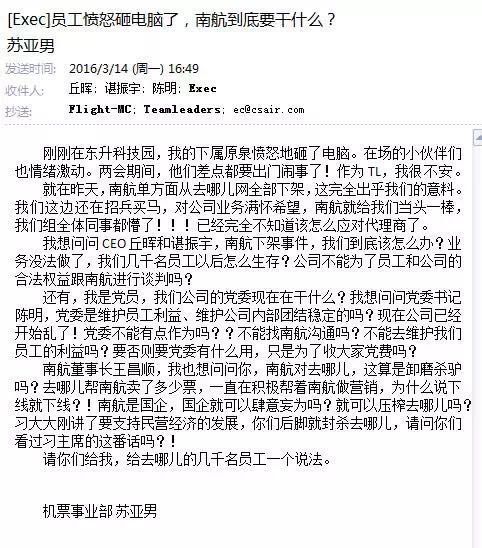 [Exec]员工愤怒砸电脑了，南航到底要干什么？
苏亚男
发送时间: 2016/3/14 (周一) 16:49
收件人: 丘晖; 谌振宇; 陈明; Exec
抄送: Flight-MC; Teamleaders; ec@csair.com
刚刚在东升科技园，我的下属原泉愤怒地砸了电脑。在场的小伙伴们
也情绪激动。两会期间，他们差点都要出门闹事了！作为 TL，我很不安。
就在昨天，南航单方面从去哪儿网全部下架，这完全出乎我们的意料。
我们这边还在招兵买马，对公司业务满怀希望，南航就给我们当头一棒，
我们组全体同事都懵了！！！已经完全不知道该怎么应对代理商了。
我想问问 CEO 丘晖和谌振宇，南航下架事件，我们到底该怎么办？业
务没法做了，我们几千名员工以后怎么生存？公司不能为了员工和公司的
合法权益跟南航进行谈判吗？
还有，我是党员，我们公司的党委现在在干什么？我想问问党委书记
陈明，党委是维护员工利益、维护公司内部团结稳定的吗？现在公司已经
开始乱了！党委不能有点作为吗？？不能找南航沟通吗？不能去维护我们
员工的利益吗？要否则要党委有什么用，只是为了收大家党费吗？
南航董事长王昌顺，我也想问问你，南航对去哪儿，这算是卸磨杀驴
吗？去哪儿帮南航卖了多少票，一直在积极帮着南航做营销，为什么说下
线就下线？！南航是国企，国企就可以肆意妄为吗？就可以压榨去哪儿吗？
习大大刚讲了要支持民营经济的发展，你们后脚就封杀去哪儿，请问你们
看过习主席的这番话吗？！
请你们给我，给去哪儿的几千名员工一个说法。
机票事业部 苏亚男